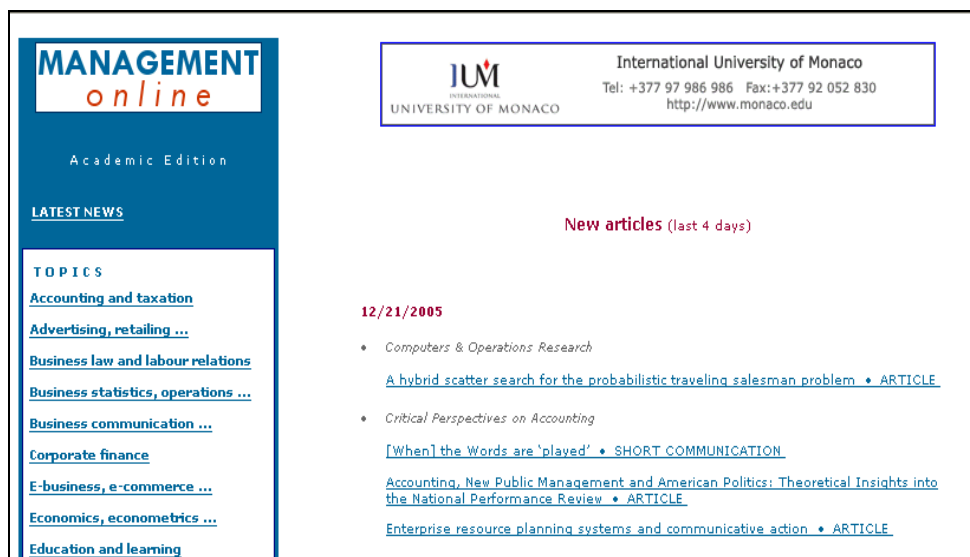 MANAGEMENT
online
Academic Edition
LATEST NEWS
TOPICS
Accounting and taxation
Advertising, retailing ...
Business law and labour relations
Business statistics, operations ...
Business communication ...
Corporate finance
E-business, e-commerce ...
Economics, econometrics ...
Education and learning
IUM
INTERNATIONAL
UNIVERSITY OF MONACO
International University of Monaco
Tel: +377 97 986 986 Fax:+377 92 052 830
http://www.monaco.edu
New articles (last 4 days)
12/21/2005
• Computers & Operations Research
A hybrid scatter search for the probabilistic traveling salesman problem • ARTICLE
• Critical Perspectives on Accounting
[When] the Words are ‘played’ • SHORT COMMUNICATION
Accounting, New Public Management and American Politics: Theoretical Insights into
the National Performance Review • ARTICLE
Enterprise resource planning systems and communicative action • ARTICLE